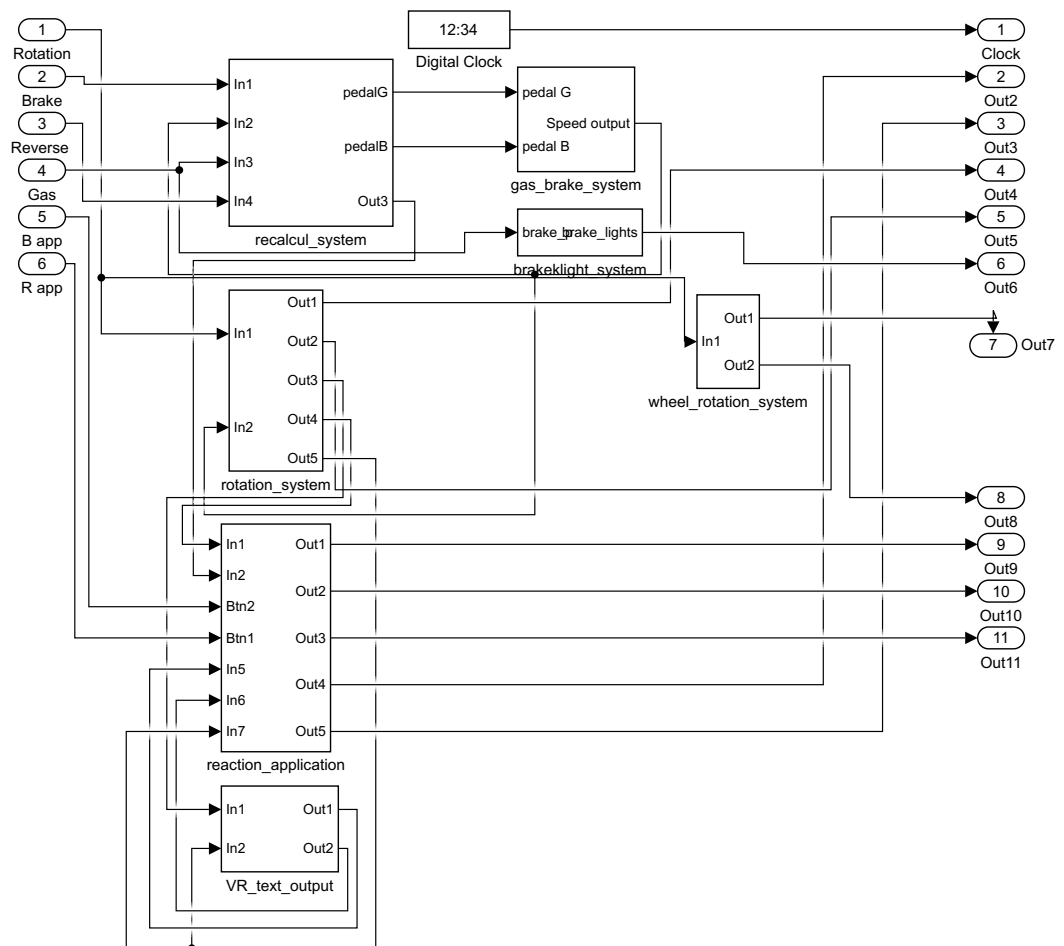 1
Rotation
2
Brake
3
Reverse
4
Gas
5
B app
6
R app
In1
In2
In3
In4
pedalG
pedalB
Out3
recalcul_system
12:34
Digital Clock
pedal G
pedal B
Speed output
gas_brake_system
brake_p
brake_lights
brakeklight_system
In1
In2
Out1
Out2
Out3
Out4
Out5
rotation_system
In1
Out1
Out2
wheel_rotation_system
In1
In2
Btn2
Btn1
In5
In6
In7
Out1
Out2
Out3
Out4
Out5
reaction_application
In1
In2
Out1
Out2
VR_text_output
1
Clock
2
Out2
3
Out3
4
Out4
5
Out5
6
Out6
7
Out7
8
Out8
9
Out9
10
Out10
11
Out11